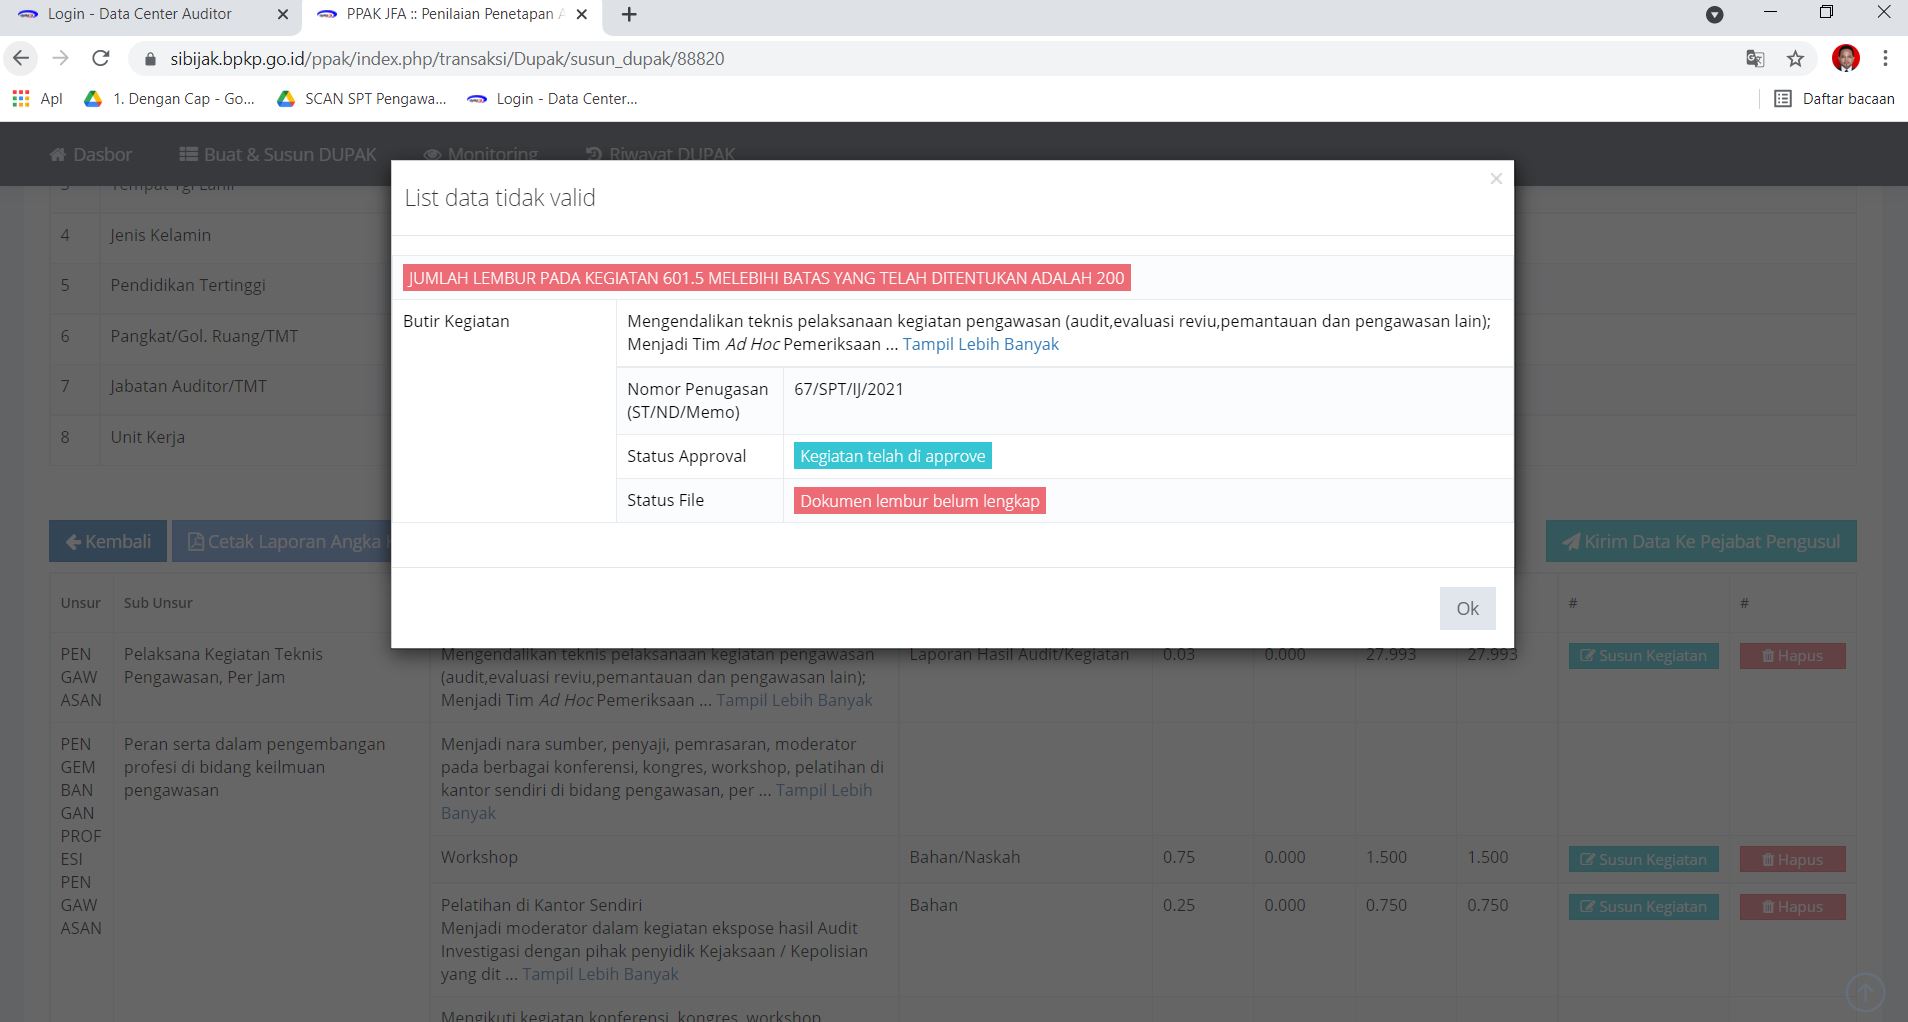 Login - Data Center Auditor
PPAK JFA :: Penilaian Penetapan A
sibijak.bpkp.go.id/ppak/index.php/transaksi/Dupak/susun_dupak/88820
Apl
1. Dengan Cap - Go...
SCAN SPT Pengawa...
Login - Data Center...
Daftar bacaan
Dasbor
Buat & Susun DUPAK
Monitoring
Riwayat DUPAK
3 Tempat Tgl Lahir
4 Jenis Kelamin
5 Pendidikan Tertinggi
6 Pangkat/Gol. Ruang/TMT
7 Jabatan Auditor/TMT
8 Unit Kerja
List data tidak valid
×
JUMLAH LEMBUR PADA KEGIATAN 601.5 MELEBIHI BATAS YANG TELAH DITENTUKAN ADALAH 200
Butir Kegiatan
Mengendalikan teknis pelaksanaan kegiatan pengawasan (audit,evaluasi reviu,pemantauan dan pengawasan lain);
Menjadi Tim Ad Hoc Pemeriksaan ... Tampil Lebih Banyak
Nomor Penugasan
(ST/ND/Memo)
67/SPT/IJ/2021
Status Approval
Kegiatan telah di approve
Status File
Dokumen lembur belum lengkap
Ok
Kembali
Cetak Laporan Angka
Kirim Data Ke Pejabat Pengusul
Unsur
Sub Unsur
#
#
PEN
GAW
ASAN
Pelaksana Kegiatan Teknis
Pengawasan, Per Jam
Mengendalikan teknis pelaksanaan kegiatan pengawasan
(audit,evaluasi reviu,pemantauan dan pengawasan lain);
Menjadi Tim Ad Hoc Pemeriksaan ... Tampil Lebih Banyak
Laporan Hasil Audit/Kegiatan
0.03
0.000
27.993
27.993
Susun Kegiatan
Hapus
PEN
GEM
BAN
GAN
PROF
ESI
PEN
GAW
ASAN
Peran serta dalam pengembangan
profesi di bidang keilmuan
pengawasan
Menjadi nara sumber, penyaji, pemrasaran, moderator
pada berbagai konferensi, kongres, workshop, pelatihan di
kantor sendiri di bidang pengawasan, per ... Tampil Lebih
Banyak
Workshop
Bahan/Naskah
0.75
0.000
1.500
1.500
Susun Kegiatan
Hapus
Pelatihan di Kantor Sendiri
Menjadi moderator dalam kegiatan ekspose hasil Audit
Investigasi dengan pihak penyidik Kejaksaan / Kepolisian
yang dit ... Tampil Lebih Banyak
Bahan
0.25
0.000
0.750
0.750
Susun Kegiatan
Hapus
Mengikuti kegiatan konferensi, kongres, workshop,